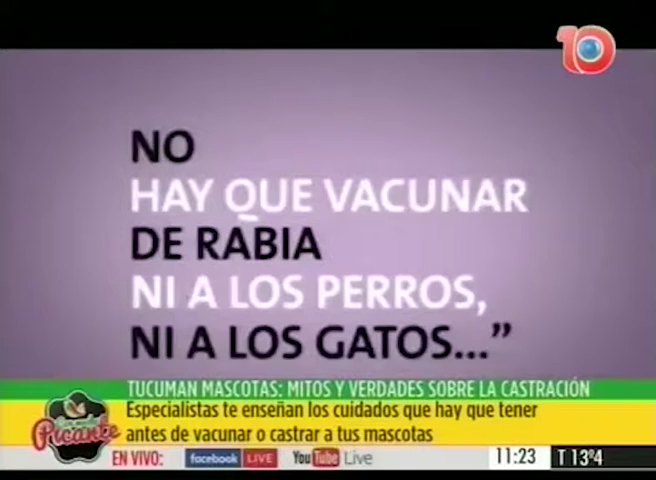 10
NO
HAY QUE VACUNAR
DE RABIA
NI A LOS PERROS,
NI A LOS GATOS..."
TUCUMAN MASCOTAS: MITOS Y VERDADES SOBRE LA CASTRACIÓN
Especialistas te enseñan los cuidados que hay que tener
antes de vacunar o castrar a tus mascotas
Picante
EN VIVO: facebook LIVE YouTube Live 11:23 T 13º4